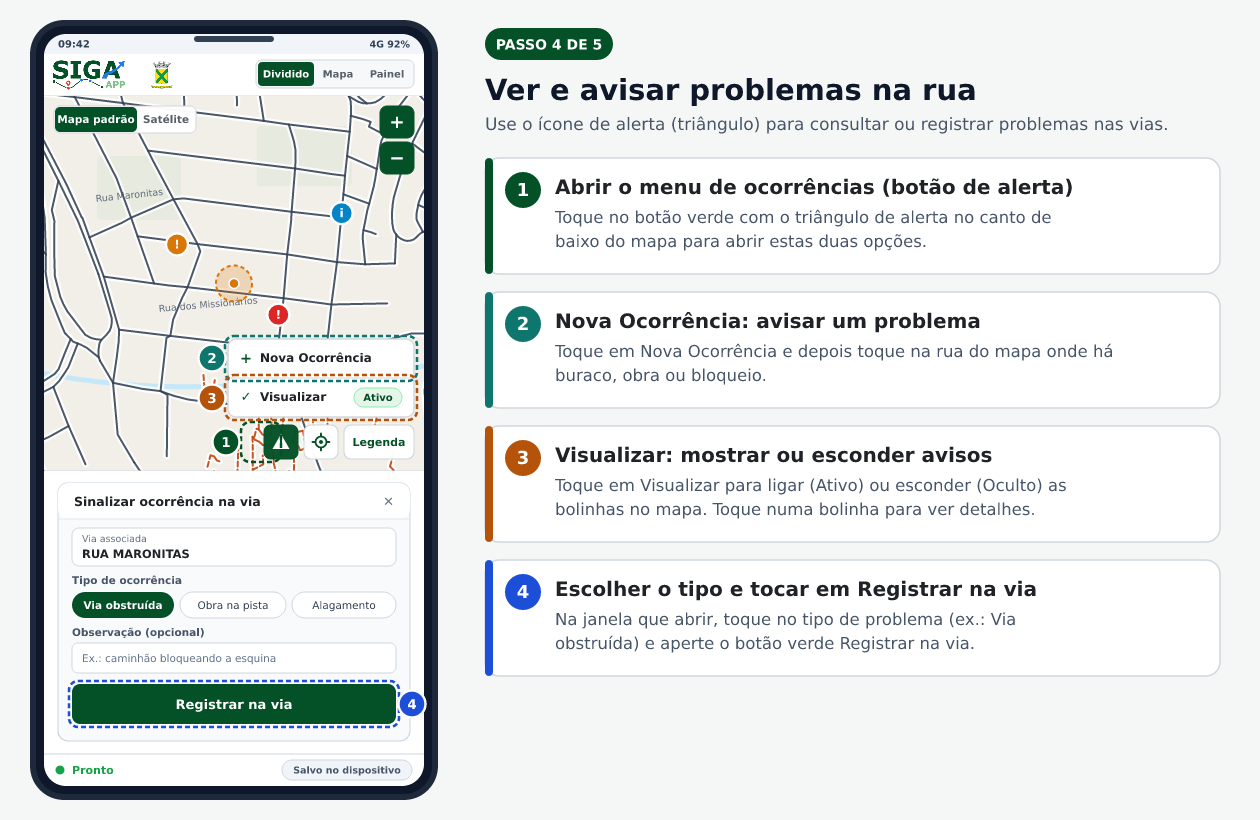 09:42
4G 92%
SIGA
APP
Dividido
Mapa
Painel
Mapa padrão
Satélite
+
−
Rua Maronitas
i
!
Rua dos Missionários
!
2
+ Nova Ocorrência
3
✓ Visualizar
Ativo
1
Legenda
Sinalizar ocorrência na via
×
Via associada
RUA MARONITAS
Tipo de ocorrência
Via obstruída
Obra na pista
Alagamento
Observação (opcional)
Ex.: caminhão bloqueando a esquina
Registrar na via
4
Pronto
Salvo no dispositivo
PASSO 4 DE 5
Ver e avisar problemas na rua
Use o ícone de alerta (triângulo) para consultar ou registrar problemas nas vias.
1
Abrir o menu de ocorrências (botão de alerta)
Toque no botão verde com o triângulo de alerta no canto de
baixo do mapa para abrir estas duas opções.
2
Nova Ocorrência: avisar um problema
Toque em Nova Ocorrência e depois toque na rua do mapa onde há
buraco, obra ou bloqueio.
3
Visualizar: mostrar ou esconder avisos
Toque em Visualizar para ligar (Ativo) ou esconder (Oculto) as
bolinhas no mapa. Toque numa bolinha para ver detalhes.
4
Escolher o tipo e tocar em Registrar na via
Na janela que abrir, toque no tipo de problema (ex.: Via
obstruída) e aperte o botão verde Registrar na via.